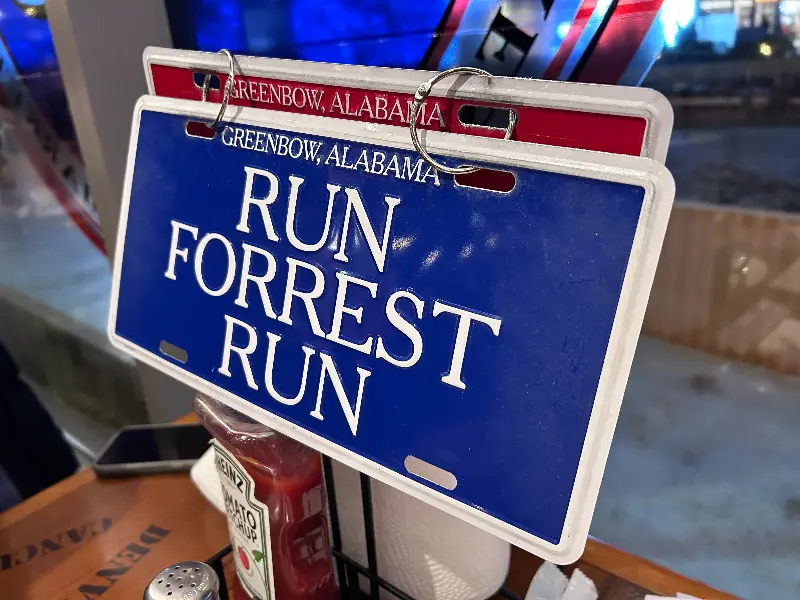 GREENBOW, ALABAMA
GREENBOW, ALABAMA
RUN
FORREST
RUN
HEINZ
TOMATO
KETCHUP